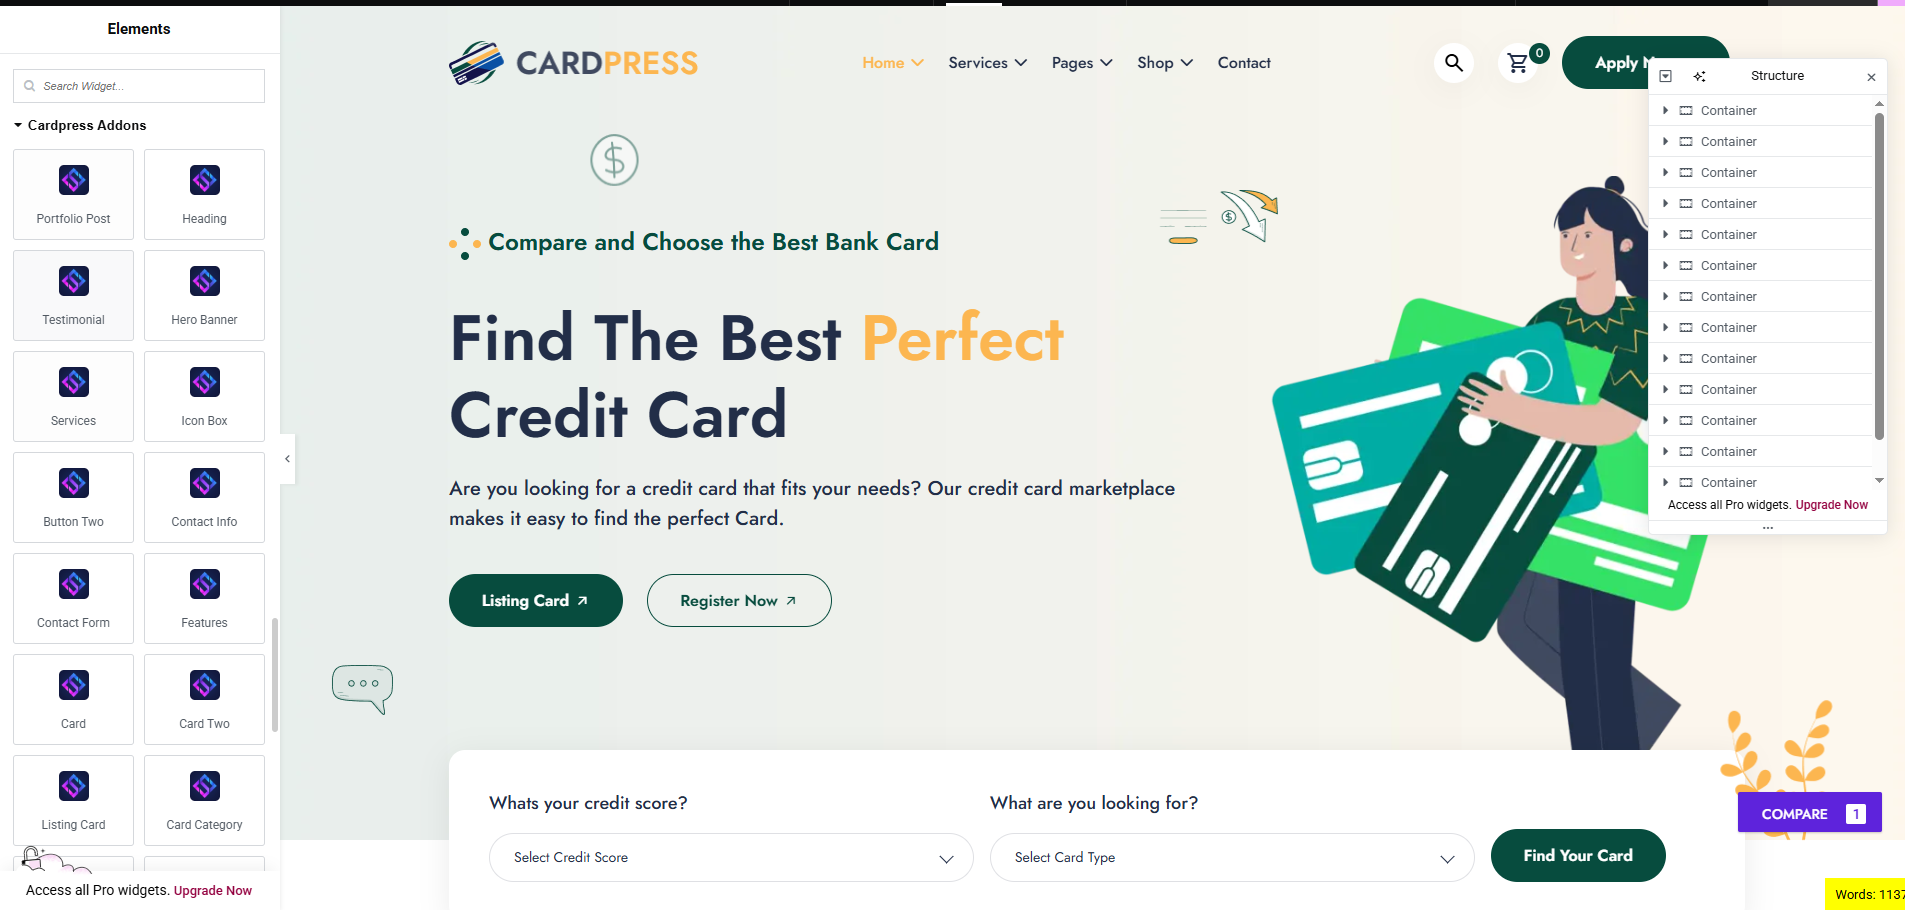 Elements
Search Widget...
Cardpress Addons
Portfolio Post
Heading
Testimonial
Hero Banner
Services
Icon Box
Button Two
Contact Info
Contact Form
Features
Card
Card Two
Listing Card
Card Category
Access all Pro widgets. Upgrade Now
CARDPRESS
Home
Services
Pages
Shop
Contact
0
Apply
Compare and Choose the Best Bank Card
Find The Best Perfect
Credit Card
Are you looking for a credit card that fits your needs? Our credit card marketplace
makes it easy to find the perfect Card.
Listing Card
Register Now
Whats your credit score?
Select Credit Score
What are you looking for?
Select Card Type
Find Your Card
Structure
Container
Container
Container
Container
Container
Container
Container
Container
Container
Container
Container
Container
Container
Access all Pro widgets. Upgrade Now
COMPARE 1
Words: 1137